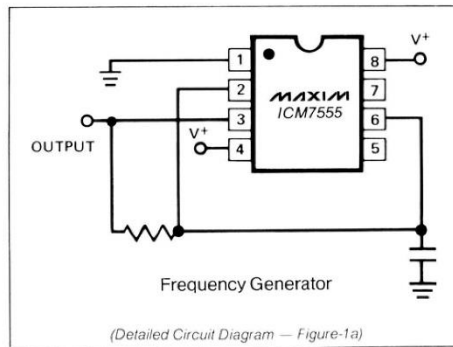 V+
1 8
2 MAXIM 7
ICM7555
3 6
OUTPUT V+
4 5
Frequency Generator
(Detailed Circuit Diagram — Figure-1a)